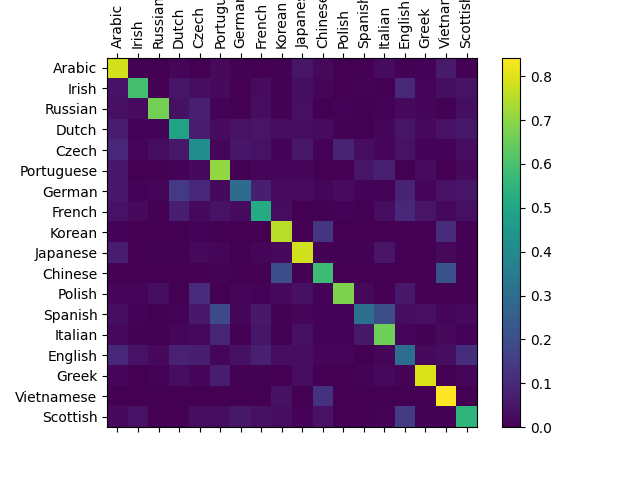 Arabic
Irish
Russian
Dutch
Czech
Portugu
German
French
Korean
Japanes
Chinese
Polish
Spanish
Italian
English
Greek
Vietnar
Scottish
Arabic
Irish
Russian
Dutch
Czech
Portuguese
German
French
Korean
Japanese
Chinese
Polish
Spanish
Italian
English
Greek
Vietnamese
Scottish
0.8
0.7
0.6
0.5
0.4
0.3
0.2
0.1
0.0